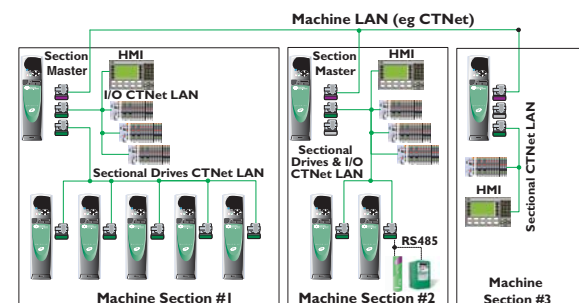 Machine LAN (eg CTNet)
Section
Master
HMI
I/O CTNet LAN
Sectional Drives CTNet LAN
Machine Section #1
Section
Master
HMI
Sectional
Drives & I/O
CTNet LAN
RS485
Machine Section #2
Sectional CTNet LAN
HMI
Machine
Section #3